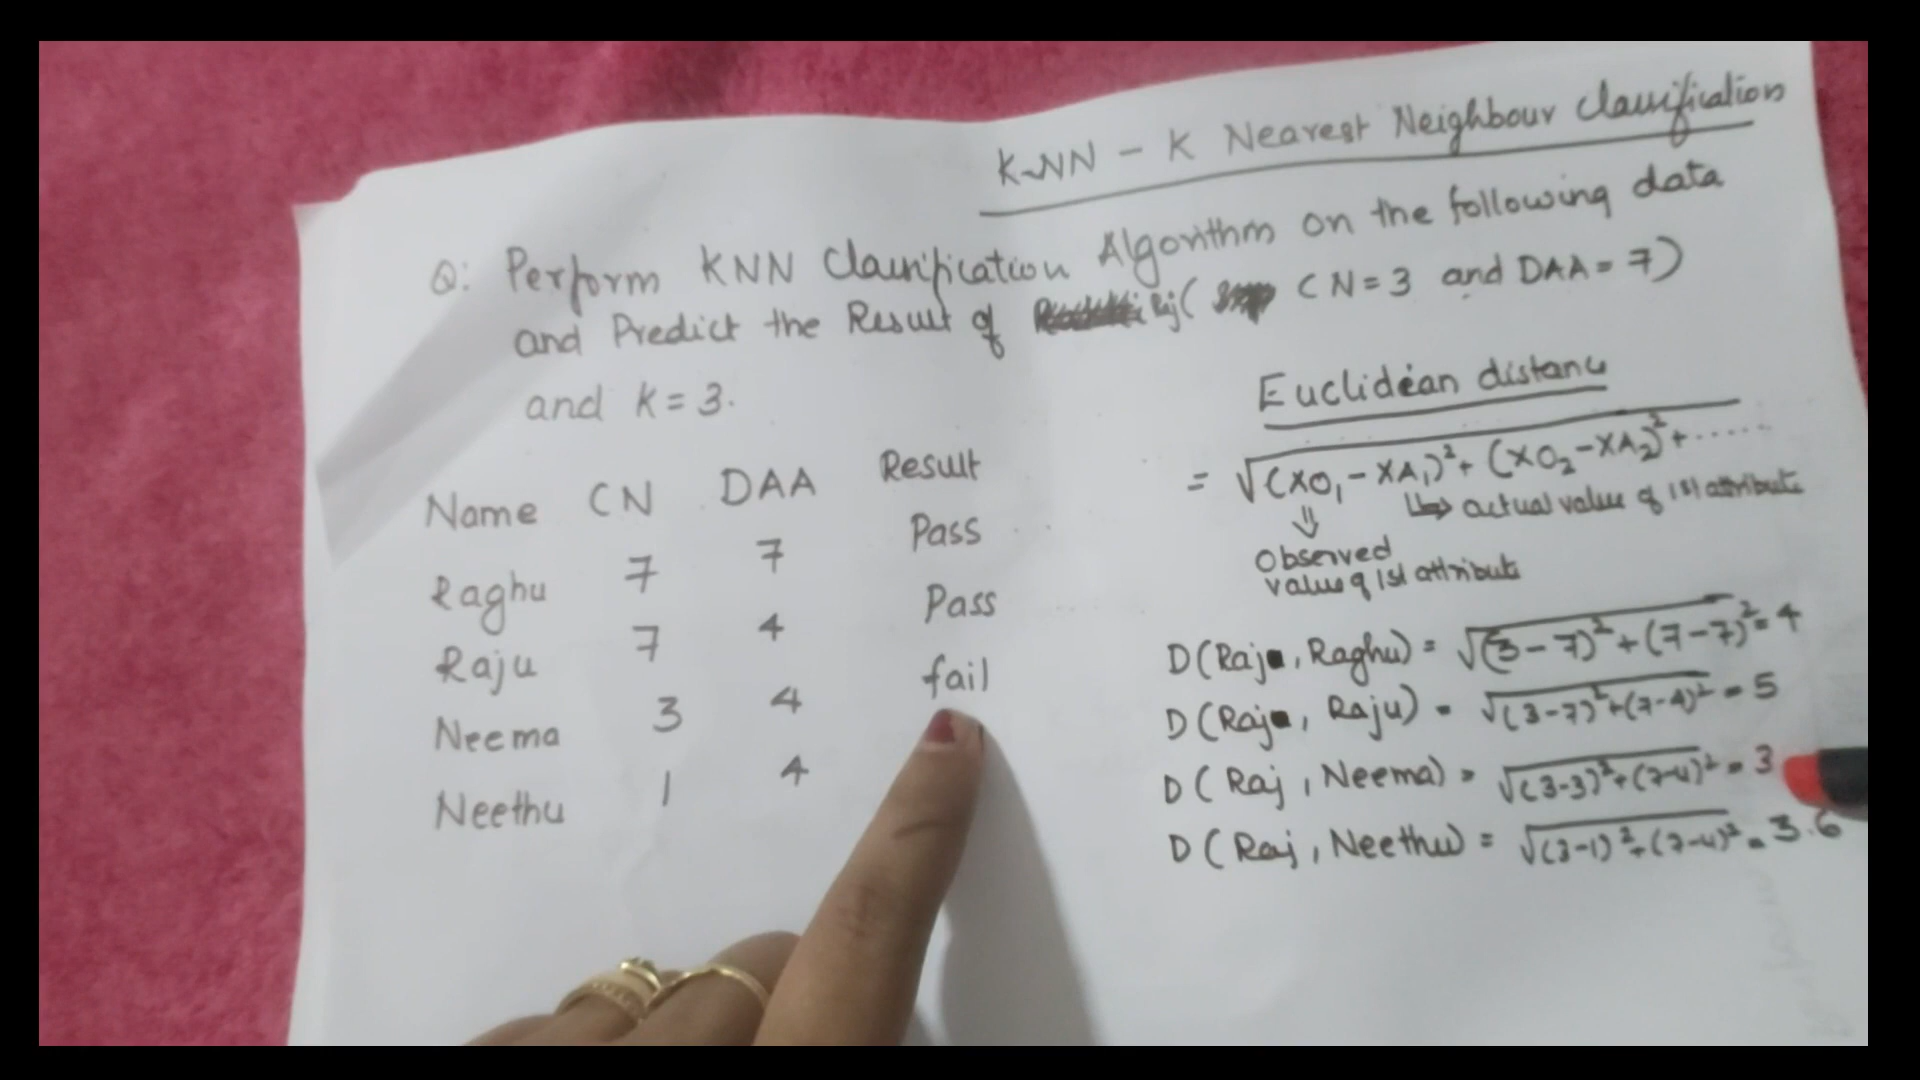 KNN - K Nearest Neighbour Classification
Q: Perform KNN Classification Algorithm on the following data
and Predict the Result of Raj ( CN = 3 and DAA = 7)
and k = 3.
Name CN DAA Result
Raghu 7 7 Pass
Raju 7 4 Pass
Neema 3 4 fail
Neethu 1 4
Euclidean distance
= √(XO₁ - XA₁)² + (XO₂ - XA₂)² + ......
↳ actual value of 1st attribute
⇓
Observed
value of 1st attribute
D(Raj, Raghu) = √(3-7)² + (7-7)² = 4
D(Raj, Raju) = √(3-7)² + (7-4)² = 5
D(Raj, Neema) = √(3-3)² + (7-4)² = 3
D(Raj, Neethu) = √(3-1)² + (7-4)² = 3.6